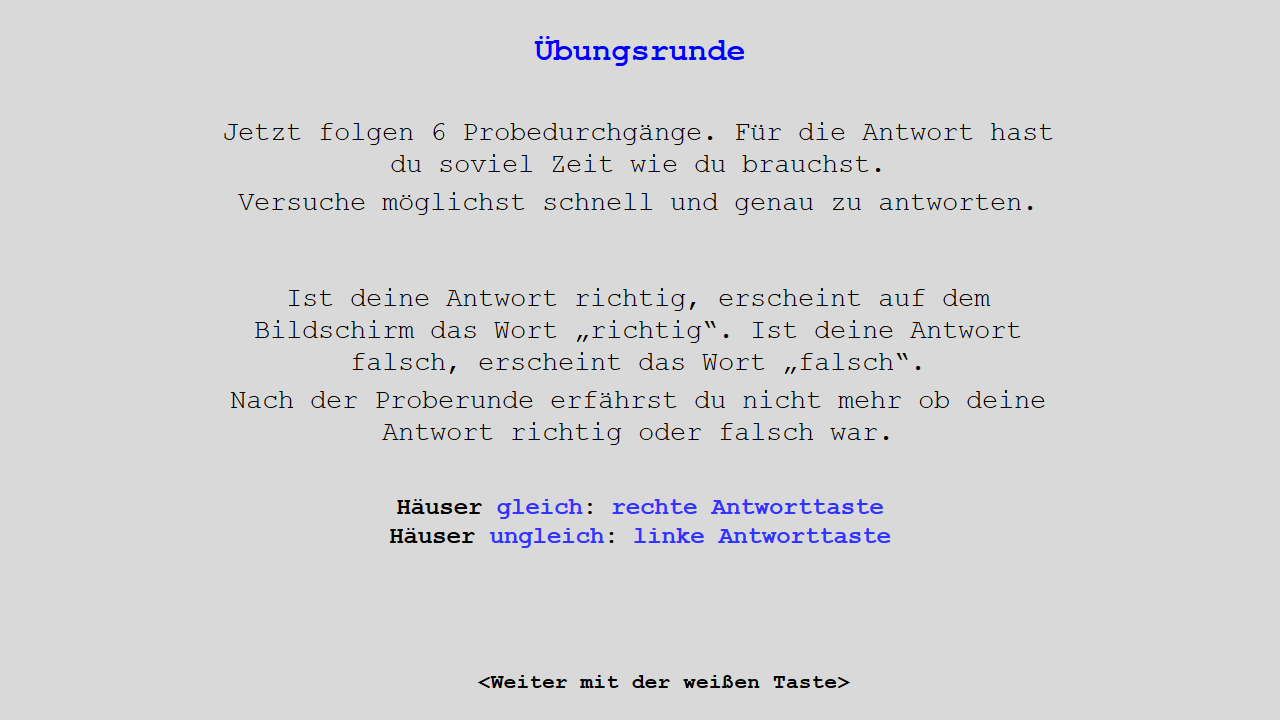 Übungsrunde
Jetzt folgen 6 Probedurchgänge. Für die Antwort hast
du soviel Zeit wie du brauchst.
Versuche möglichst schnell und genau zu antworten.
Ist deine Antwort richtig, erscheint auf dem
Bildschirm das Wort „richtig“. Ist deine Antwort
falsch, erscheint das Wort „falsch“.
Nach der Proberunde erfährst du nicht mehr ob deine
Antwort richtig oder falsch war.
Häuser gleich: rechte Antworttaste
Häuser ungleich: linke Antworttaste
<Weiter mit der weißen Taste>